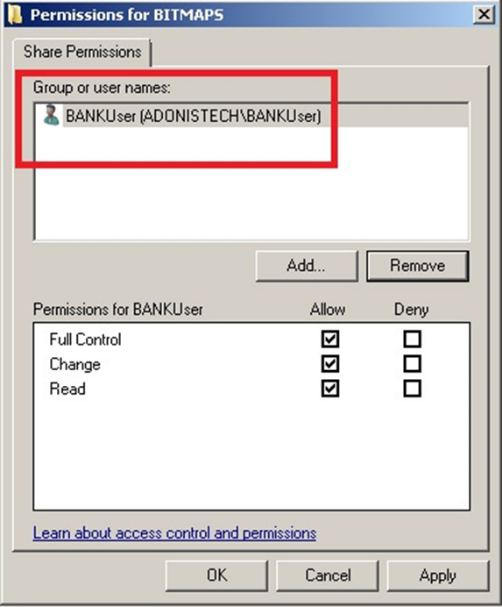 Permissions for BITMAPS
Share Permissions
Group or user names:
BANKUser (ADONISTECH\BANKUser)
Add... Remove
Permissions for BANKUser Allow Deny
Full Control
Change
Read
Learn about access control and permissions
OK Cancel Apply